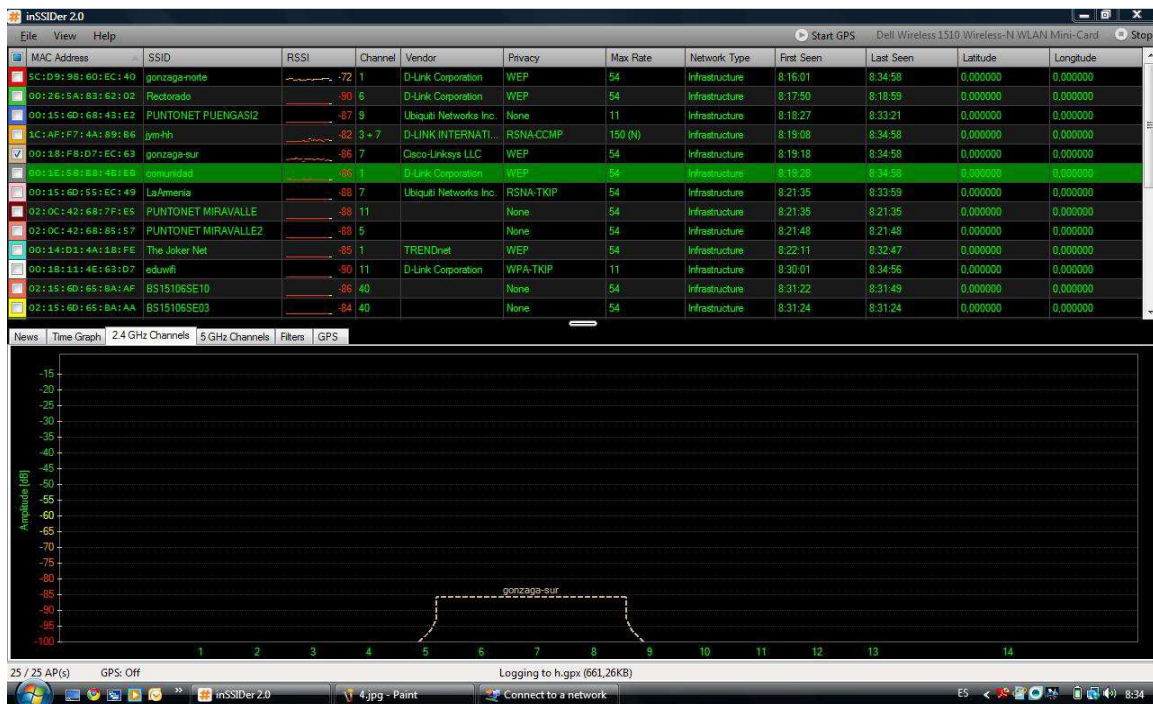 inSSIDer 2.0
File View Help Start GPS Dell Wireless 1510 Wireless-N WLAN Mini-Card Stop
MAC Address SSID RSSI Channel Vendor Privacy Max Rate Network Type First Seen Last Seen Latitude Longitude
5C:D9:98:60:EC:40 gonzaga-norte -72 1 D-Link Corporation WEP 54 Infrastructure 8:16:01 8:34:58 0,000000 0,000000
00:26:5A:83:62:02 Rectorado -90 6 D-Link Corporation WEP 54 Infrastructure 8:17:50 8:18:59 0,000000 0,000000
00:15:6D:68:43:E2 PUNTONET PUENGASI2 -87 9 Ubiquiti Networks Inc. None 11 Infrastructure 8:18:27 8:33:21 0,000000 0,000000
1C:AF:F7:4A:89:B6 jym-hh -82 3 + 7 D-LINK INTERNATI... RSNA-CCMP 150 (N) Infrastructure 8:19:08 8:34:58 0,000000 0,000000
00:18:F8:D7:EC:63 gonzaga-sur -86 7 Cisco-Linksys LLC WEP 54 Infrastructure 8:19:18 8:34:58 0,000000 0,000000
00:1E:58:E8:4B:EB comunidad -86 1 D-Link Corporation WEP 54 Infrastructure 8:19:28 8:34:58 0,000000 0,000000
00:15:6D:55:EC:49 LaArmenia -88 7 Ubiquiti Networks Inc. RSNA-TKIP 54 Infrastructure 8:21:35 8:33:59 0,000000 0,000000
02:0C:42:68:7F:E5 PUNTONET MIRAVALLE -88 11 None 54 Infrastructure 8:21:35 8:21:35 0,000000 0,000000
02:0C:42:68:85:57 PUNTONET MIRAVALLE2 -88 5 None 54 Infrastructure 8:21:48 8:21:48 0,000000 0,000000
00:14:D1:4A:18:FE The Joker Net -85 1 TRENDnet WEP 54 Infrastructure 8:22:11 8:32:47 0,000000 0,000000
00:18:11:4E:63:D7 eduwifi -90 11 D-Link Corporation WPA-TKIP 11 Infrastructure 8:30:01 8:34:56 0,000000 0,000000
02:15:6D:65:BA:AF BS15106SE10 -86 40 None 54 Infrastructure 8:31:22 8:31:49 0,000000 0,000000
02:15:6D:65:BA:AA BS15106SE03 -84 40 None 54 Infrastructure 8:31:24 8:31:24 0,000000 0,000000
News Time Graph 2.4 GHz Channels 5 GHz Channels Filters GPS
Amplitude [dB]
-15
-20
-25
-30
-35
-40
-45
-50
-55
-60
-65
-70
-75
-80
-85
-90
-95
-100
gonzaga-sur
1 2 3 4 5 6 7 8 9 10 11 12 13 14
25 / 25 AP(s) GPS: Off Logging to h.gpx (661,26KB)
inSSIDer 2.0 4.jpg - Paint Connect to a network ES 8:34